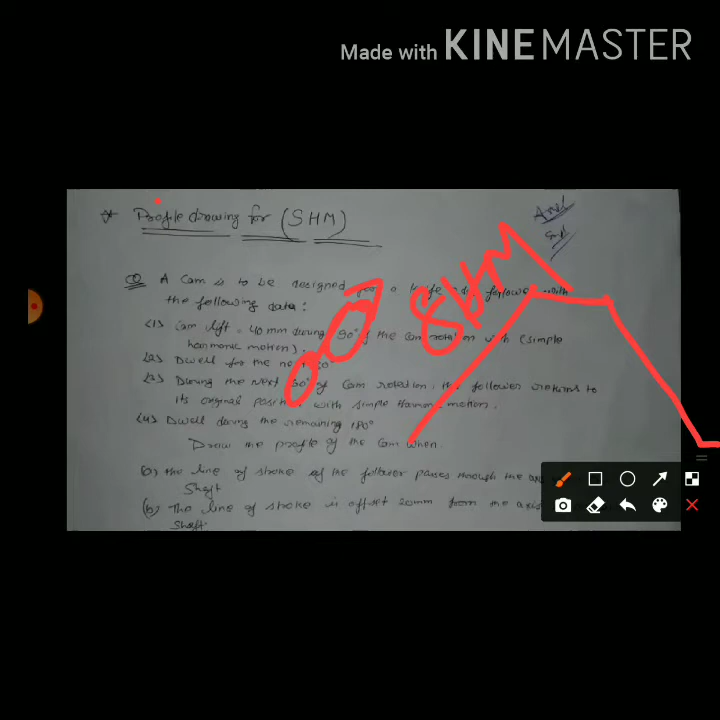 Made with KINEMASTER
* Profile drawing for (SHM)
Q A Cam is to be designed for a knife edge follower with
the following data:
(1) Cam lift = 40 mm during 90° of the cam rotation with (simple
harmonic motion).
(2) Dwell for the next 30°
(3) During the next 60° of Cam rotation, the follower returns to
its original position with simple Harmonic motion.
(4) Dwell during the remaining 180°
Draw the profile of the Cam when
(a) the line of stroke of the follower passes through the
Shaft
(b) The line of stroke is offset 20mm from the axis
Shaft
SHM